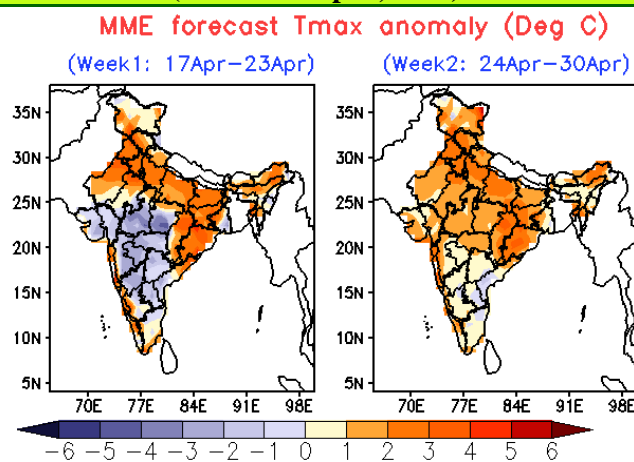 MME forecast Tmax anomaly (Deg C)
(Week1: 17Apr-23Apr) (Week2: 24Apr-30Apr)
35N 35N
30N 30N
25N 25N
20N 20N
15N 15N
10N 10N
5N 5N
70E 77E 84E 91E 98E 70E 77E 84E 91E 98E
-6 -5 -4 -3 -2 -1 0 1 2 3 4 5 6